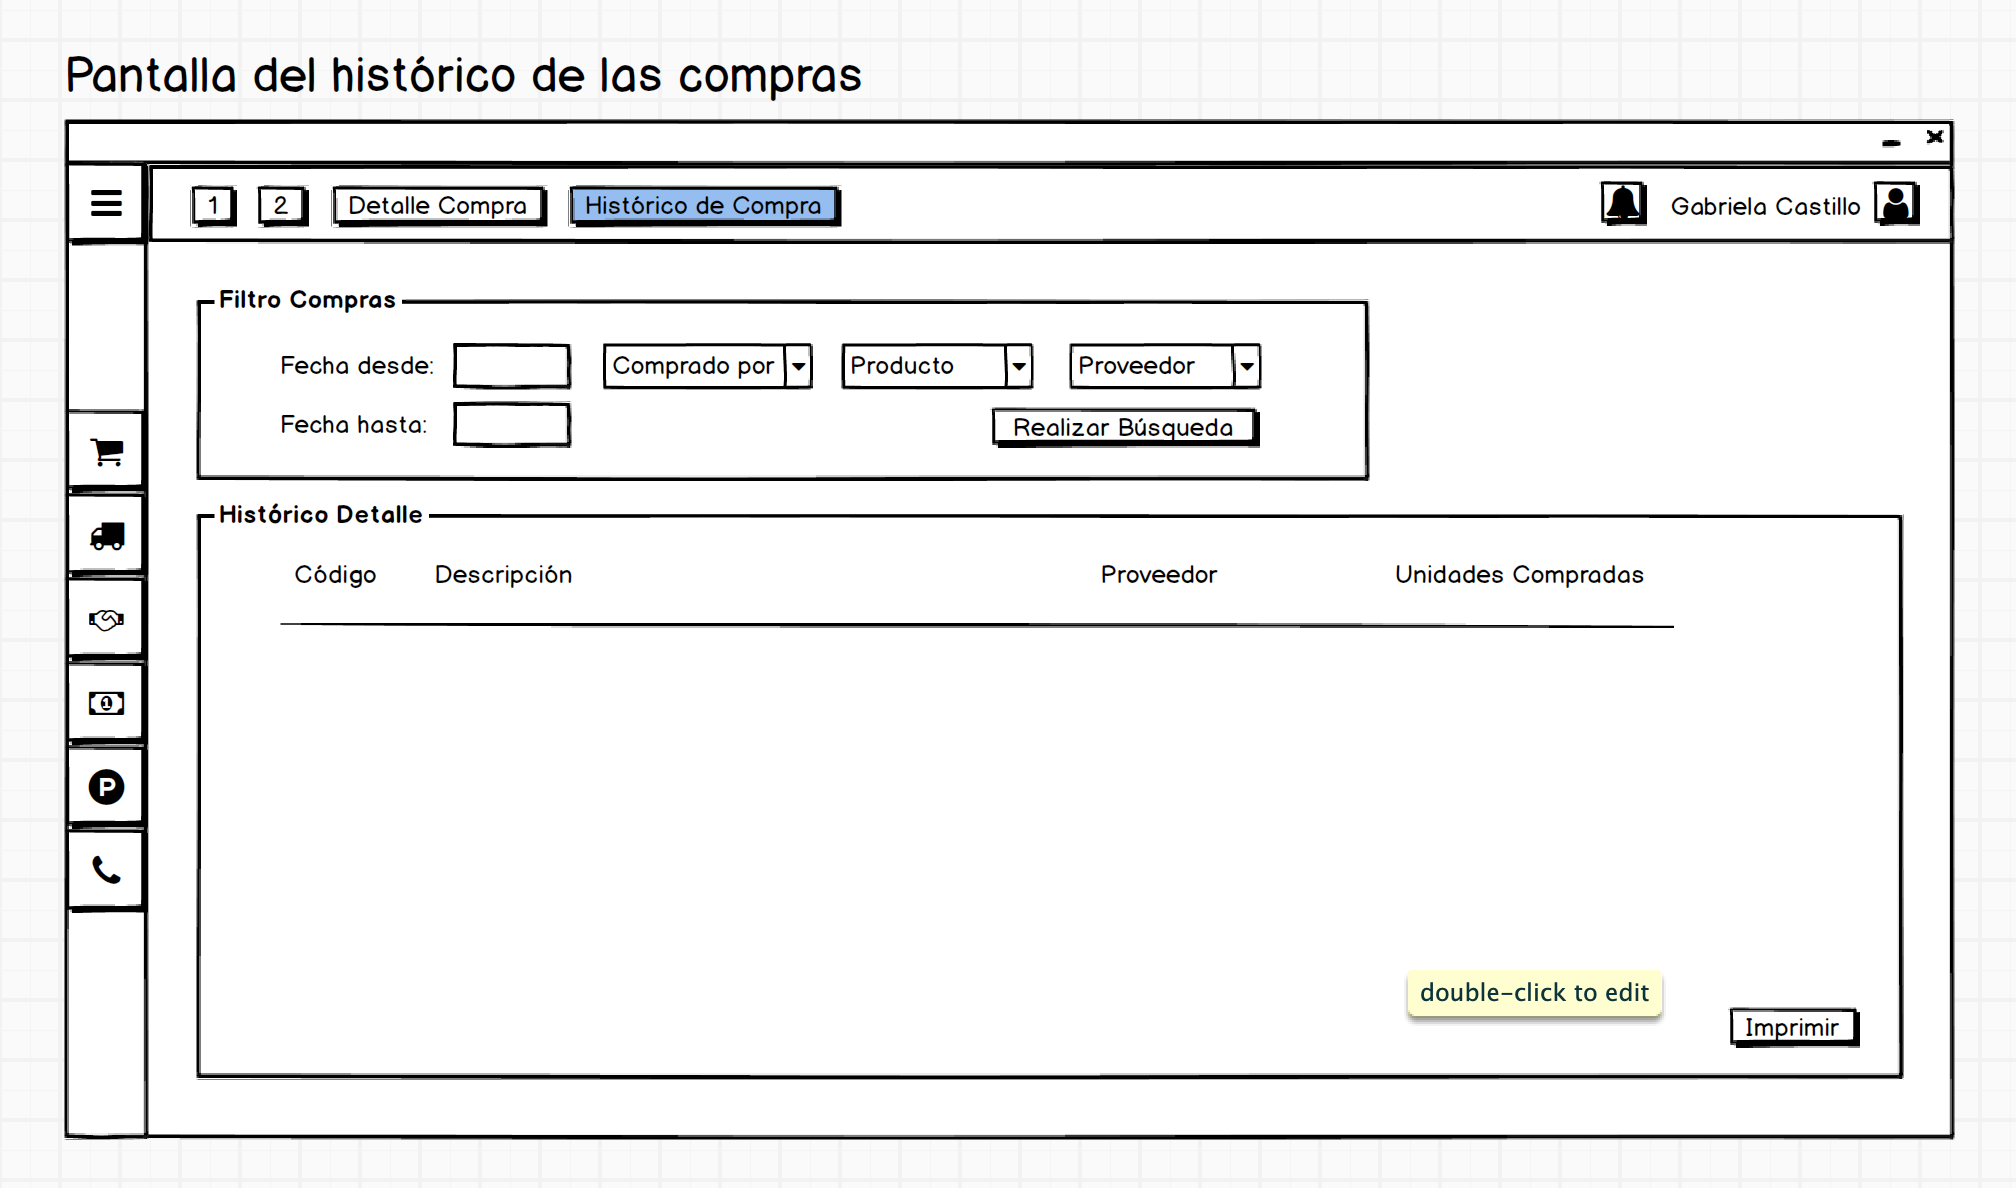 Pantalla del histórico de las compras
1 2 Detalle Compra Histórico de Compra Gabriela Castillo
Filtro Compras
Fecha desde: Comprado por Producto Proveedor
Fecha hasta: Realizar Búsqueda
Histórico Detalle
Código Descripción Proveedor Unidades Compradas
1
P
double-click to edit
Imprimir